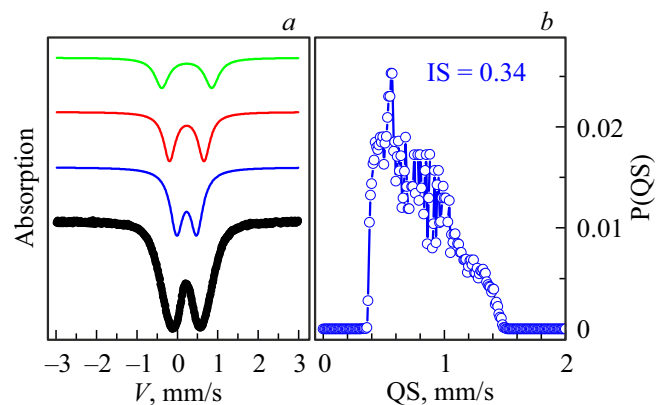 a
b
IS = 0.34
Absorption
P(QS)
0.02
0.01
0
–3 –2 –1 0 1 2 3
0 1 2
V, mm/s
QS, mm/s